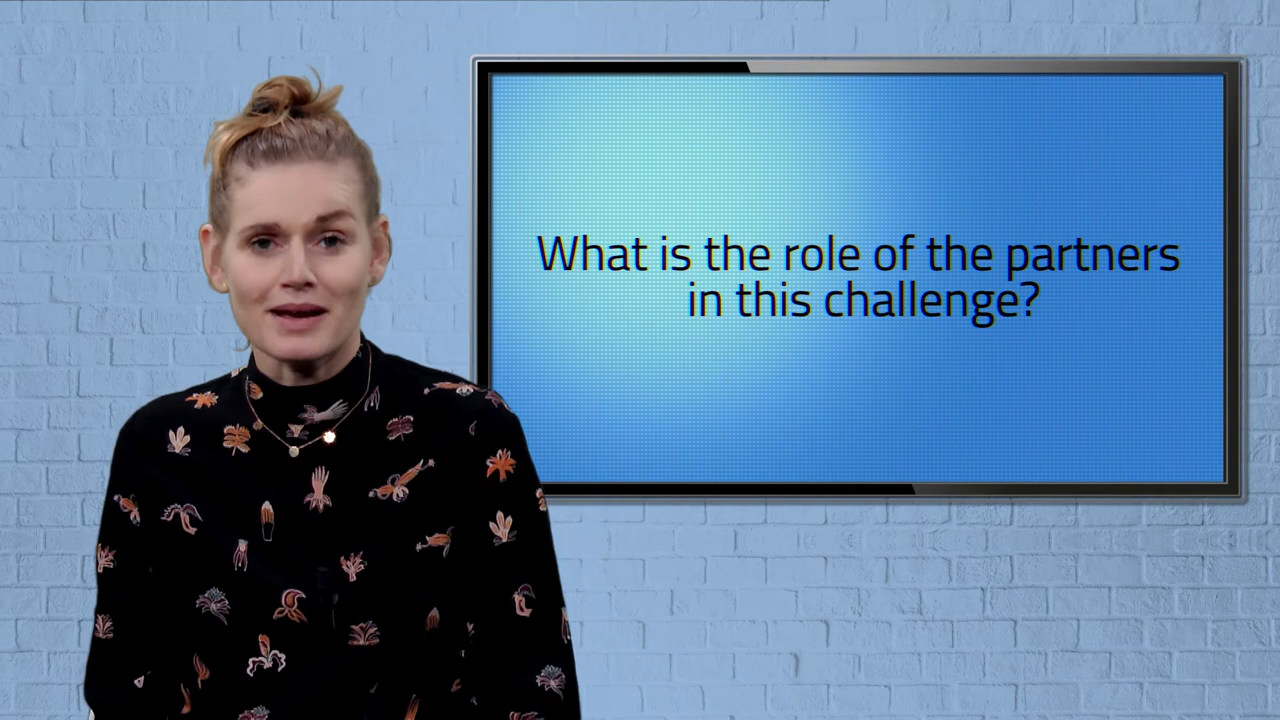 What is the role of the partners
in this challenge?